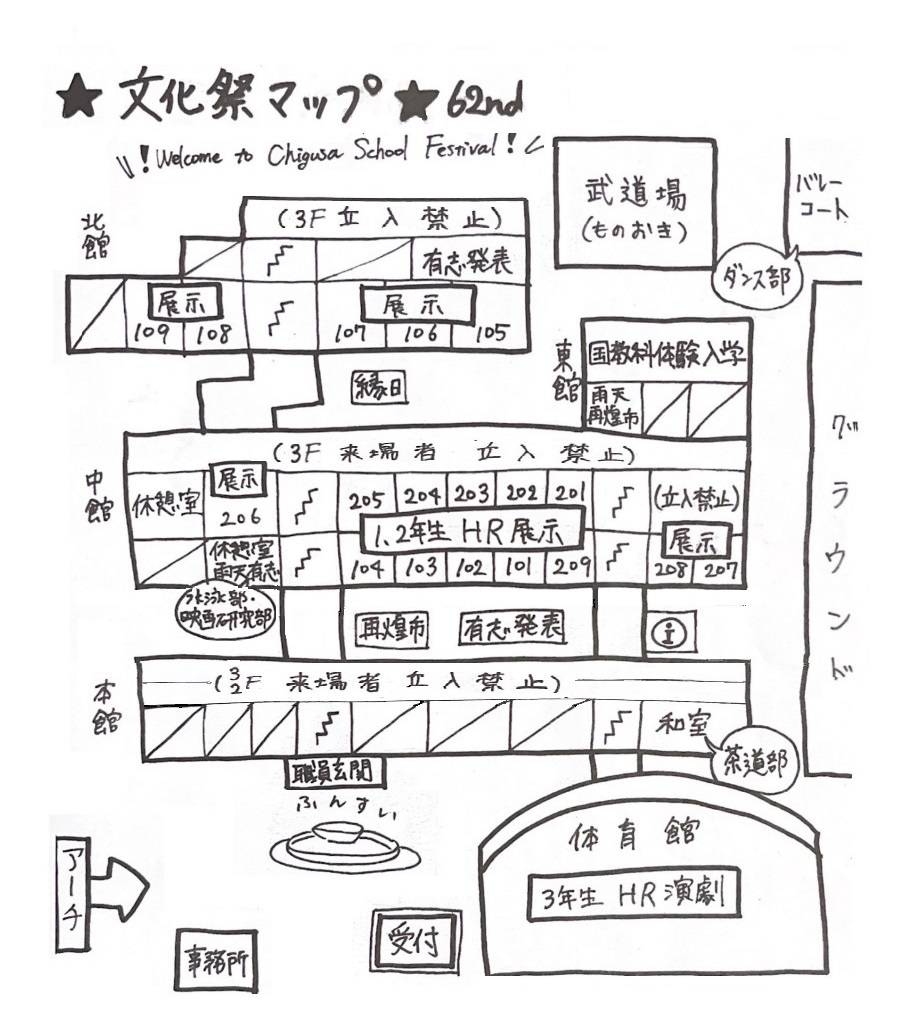 ★ 文化祭マップ ★ 62nd
! Welcome to Chigusa School Festival !
武道場
(ものおき)
バレー
コート
ダンス部
北館
(3F立入禁止)
有志発表
展示
展示
109 108 107 106 105
縁日
東館
国教科体験入学
雨天
再煌市
グラウンド
中館
(3F 来場者 立入禁止)
休憩室
展示
206
205 204 203 202 201
(立入禁止)
1、2年生 HR 展示
展示
休憩室
雨天有志
104 103 102 101 209
208 207
水泳部・
映画研究部
再煌市
有志発表
i
本館
(3/2F 来場者 立入禁止)
和室
茶道部
職員玄関
ふんすい
体育館
3年生 HR演劇
アーチ
受付
事務所